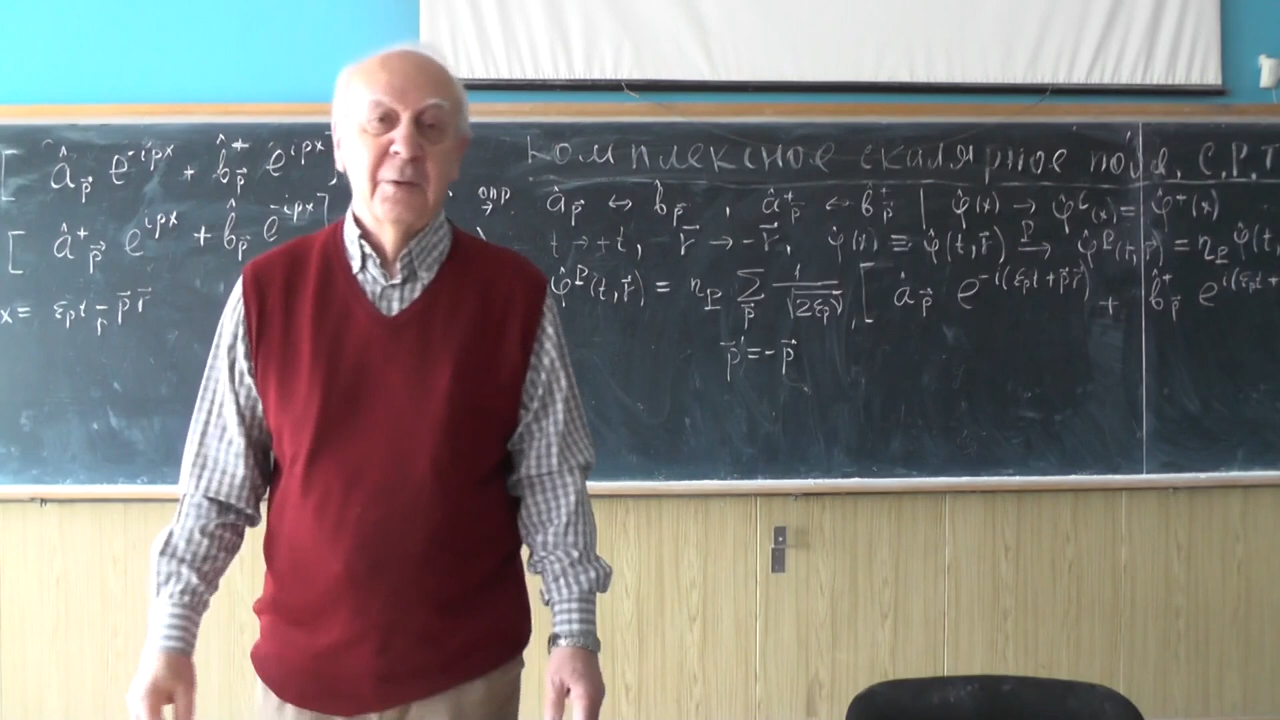 [ â_p⃗ e^{-ipx} + b̂⁺_p⃗ e^{ipx}
[ â⁺_p⃗ e^{ipx} + b̂_p⃗ e^{-ipx} ]
x = ε_p t - p⃗ r⃗
Комплексное скалярное поле, C.P.T
опр. â_p⃗ ↔ b̂_p⃗ , â⁺_p⃗ ↔ b̂⁺_p⃗ | φ̂(x) → φ̂^C(x) = φ̂⁺(x)
t → +t, r⃗ → -r⃗, φ̂(x) ≡ φ̂(t, r⃗) →^P φ̂^P(t, r⃗) = η_P φ̂(t,
φ̂^P(t, r⃗) = η_P ∑_p⃗ 1/√(2ε_p V) [ â_p⃗ e^{-i(ε_p t + p⃗ r⃗)} + b̂⁺_p⃗ e^{i(ε_p t +
p⃗' = -p⃗